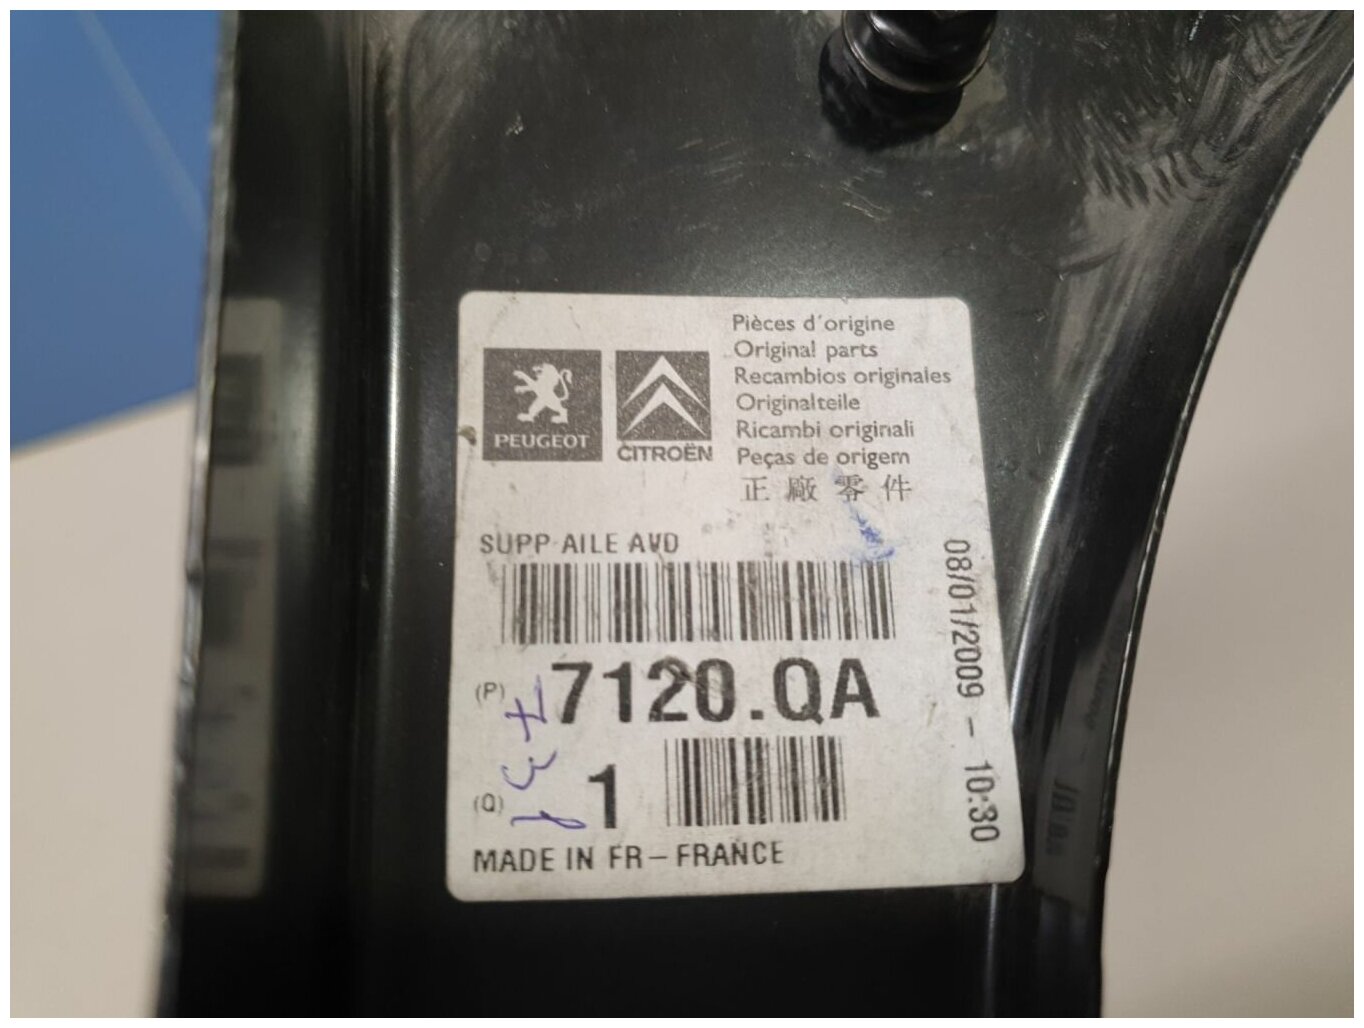 PEUGEOT
CITROËN
Pièces d'origine
Original parts
Recambios originales
Originalteile
Ricambi originali
Peças de origem
正廠零件
SUPP AILE AVD
(P) 7120.QA
(Q) 1
MADE IN FR - FRANCE
08/01/2009 - 10:30